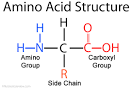 Amino Acid Structure
H O
H-N-C-C-OH
H R
Amino
Group
Carboxyl
Group
Side Chain